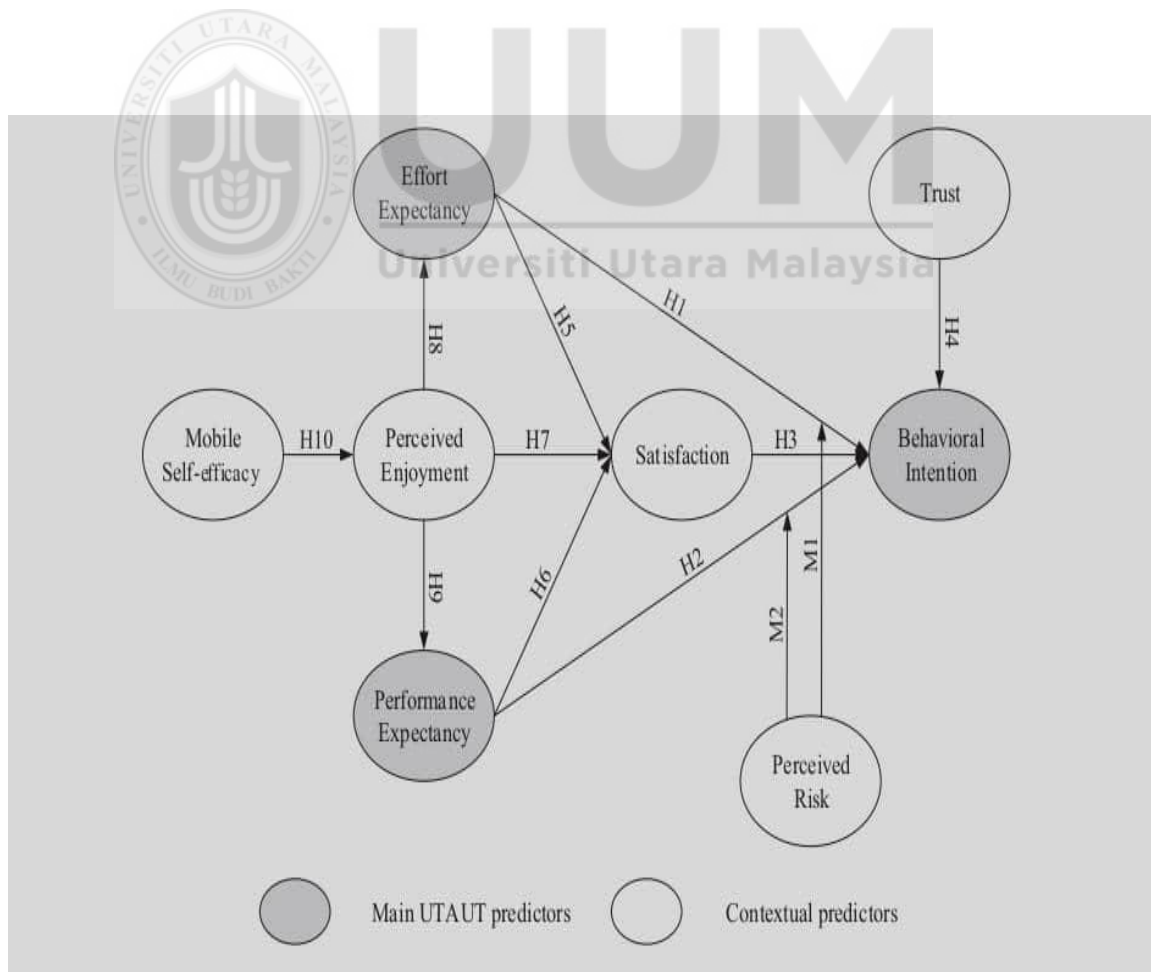 UNIVERSITI UTARA MALAYSIA
ILMU BUDI BAKTI
UUM
Universiti Utara Malaysia
Effort
Expectancy
Trust
H1
H5
H4
H8
Mobile
Self-efficacy
H10
Perceived
Enjoyment
H7
Satisfaction
H3
Behavioral
Intention
H9
H6
H2
M2
M1
Performance
Expectancy
Perceived
Risk
Main UTAUT predictors
Contextual predictors